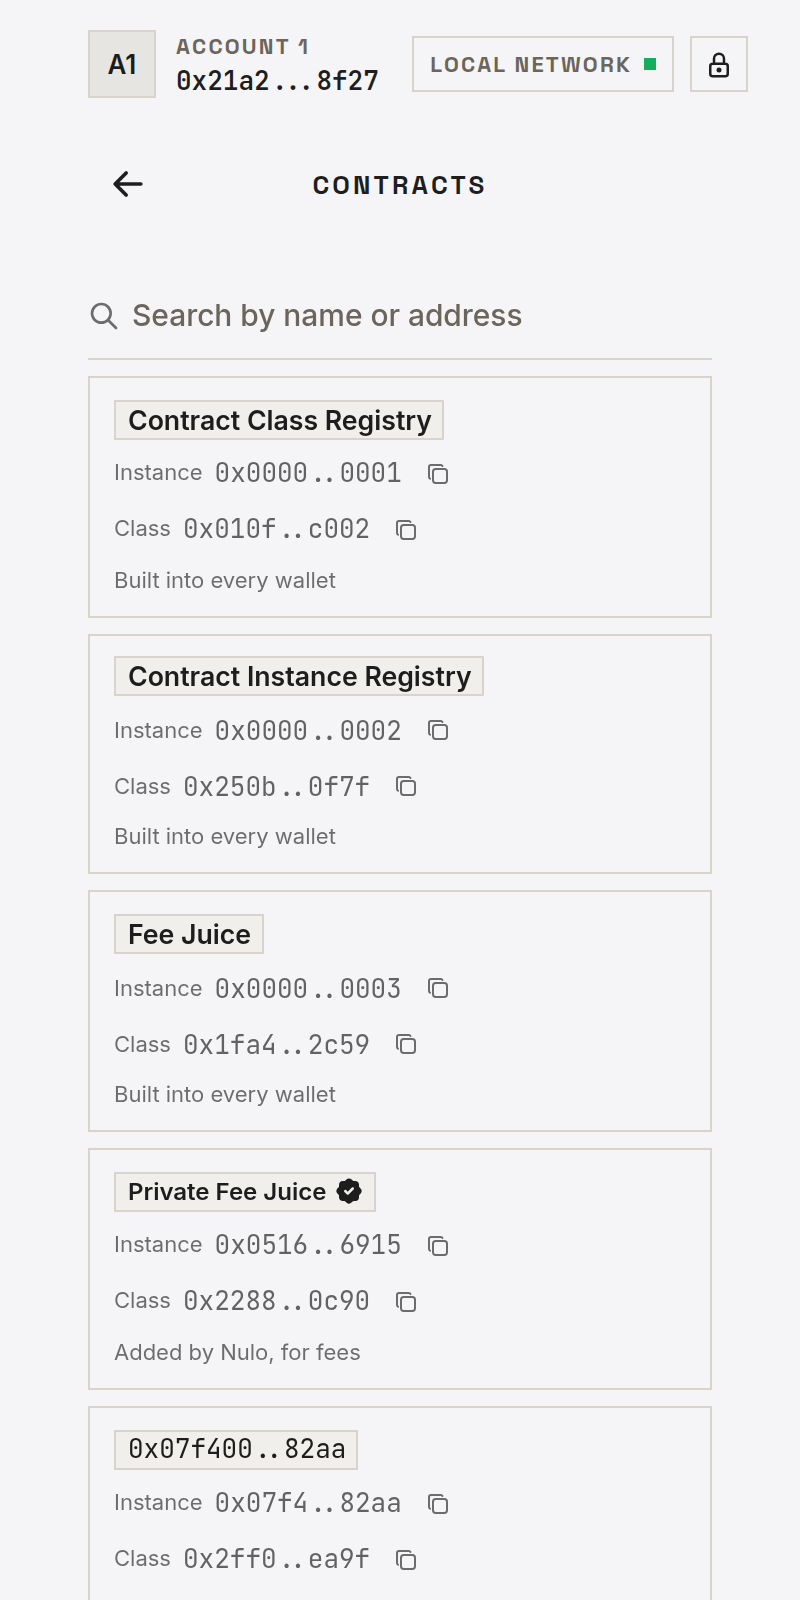 A1
ACCOUNT 1
0x21a2...8f27
LOCAL NETWORK
CONTRACTS
Search by name or address
Contract Class Registry
Instance 0x0000..0001
Class 0x010f..c002
Built into every wallet
Contract Instance Registry
Instance 0x0000..0002
Class 0x250b..0f7f
Built into every wallet
Fee Juice
Instance 0x0000..0003
Class 0x1fa4..2c59
Built into every wallet
Private Fee Juice
Instance 0x0516..6915
Class 0x2288..0c90
Added by Nulo, for fees
0x07f400..82aa
Instance 0x07f4..82aa
Class 0x2ff0..ea9f